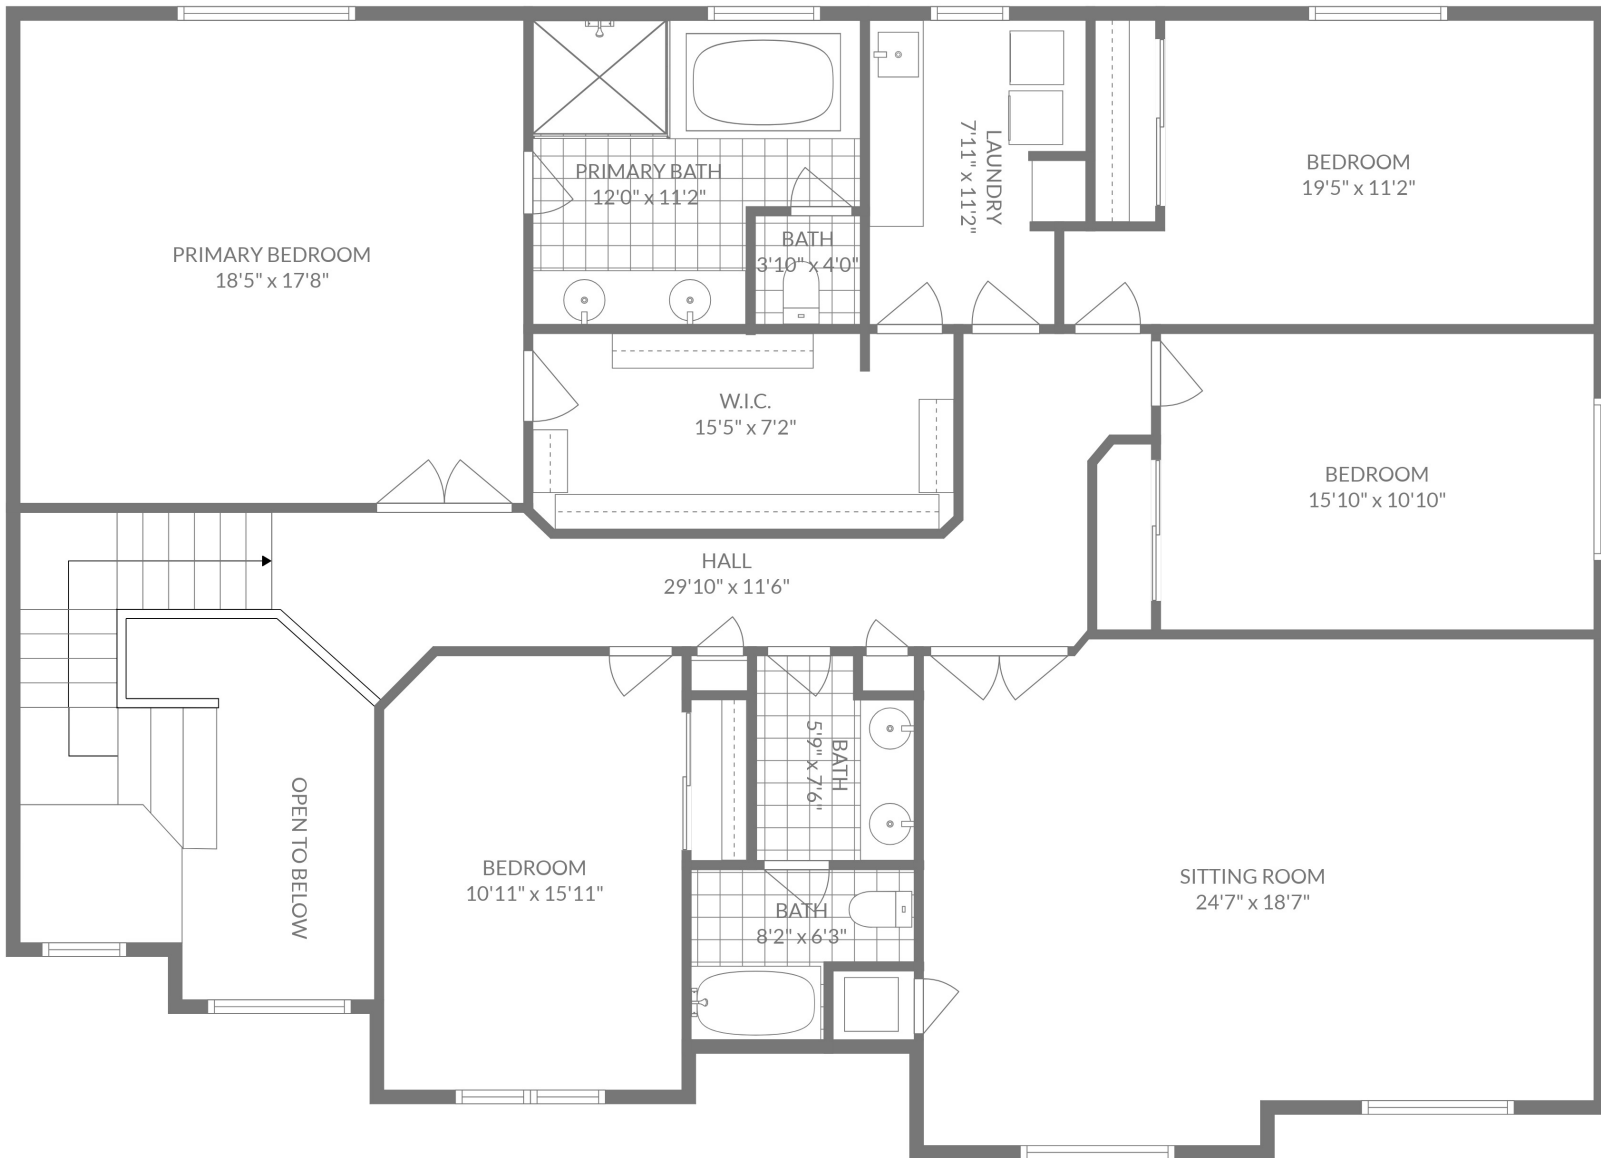 PRIMARY BATH
12'0" x 11'2"
LAUNDRY
7'11" x 11'2"
BEDROOM
19'5" x 11'2"
PRIMARY BEDROOM
18'5" x 17'8"
BATH
3'10" x 4'0"
W.I.C.
15'5" x 7'2"
BEDROOM
15'10" x 10'10"
HALL
29'10" x 11'6"
BATH
5'9" x 7'6"
OPEN TO BELOW
BEDROOM
10'11" x 15'11"
BATH
8'2" x 6'3"
SITTING ROOM
24'7" x 18'7"